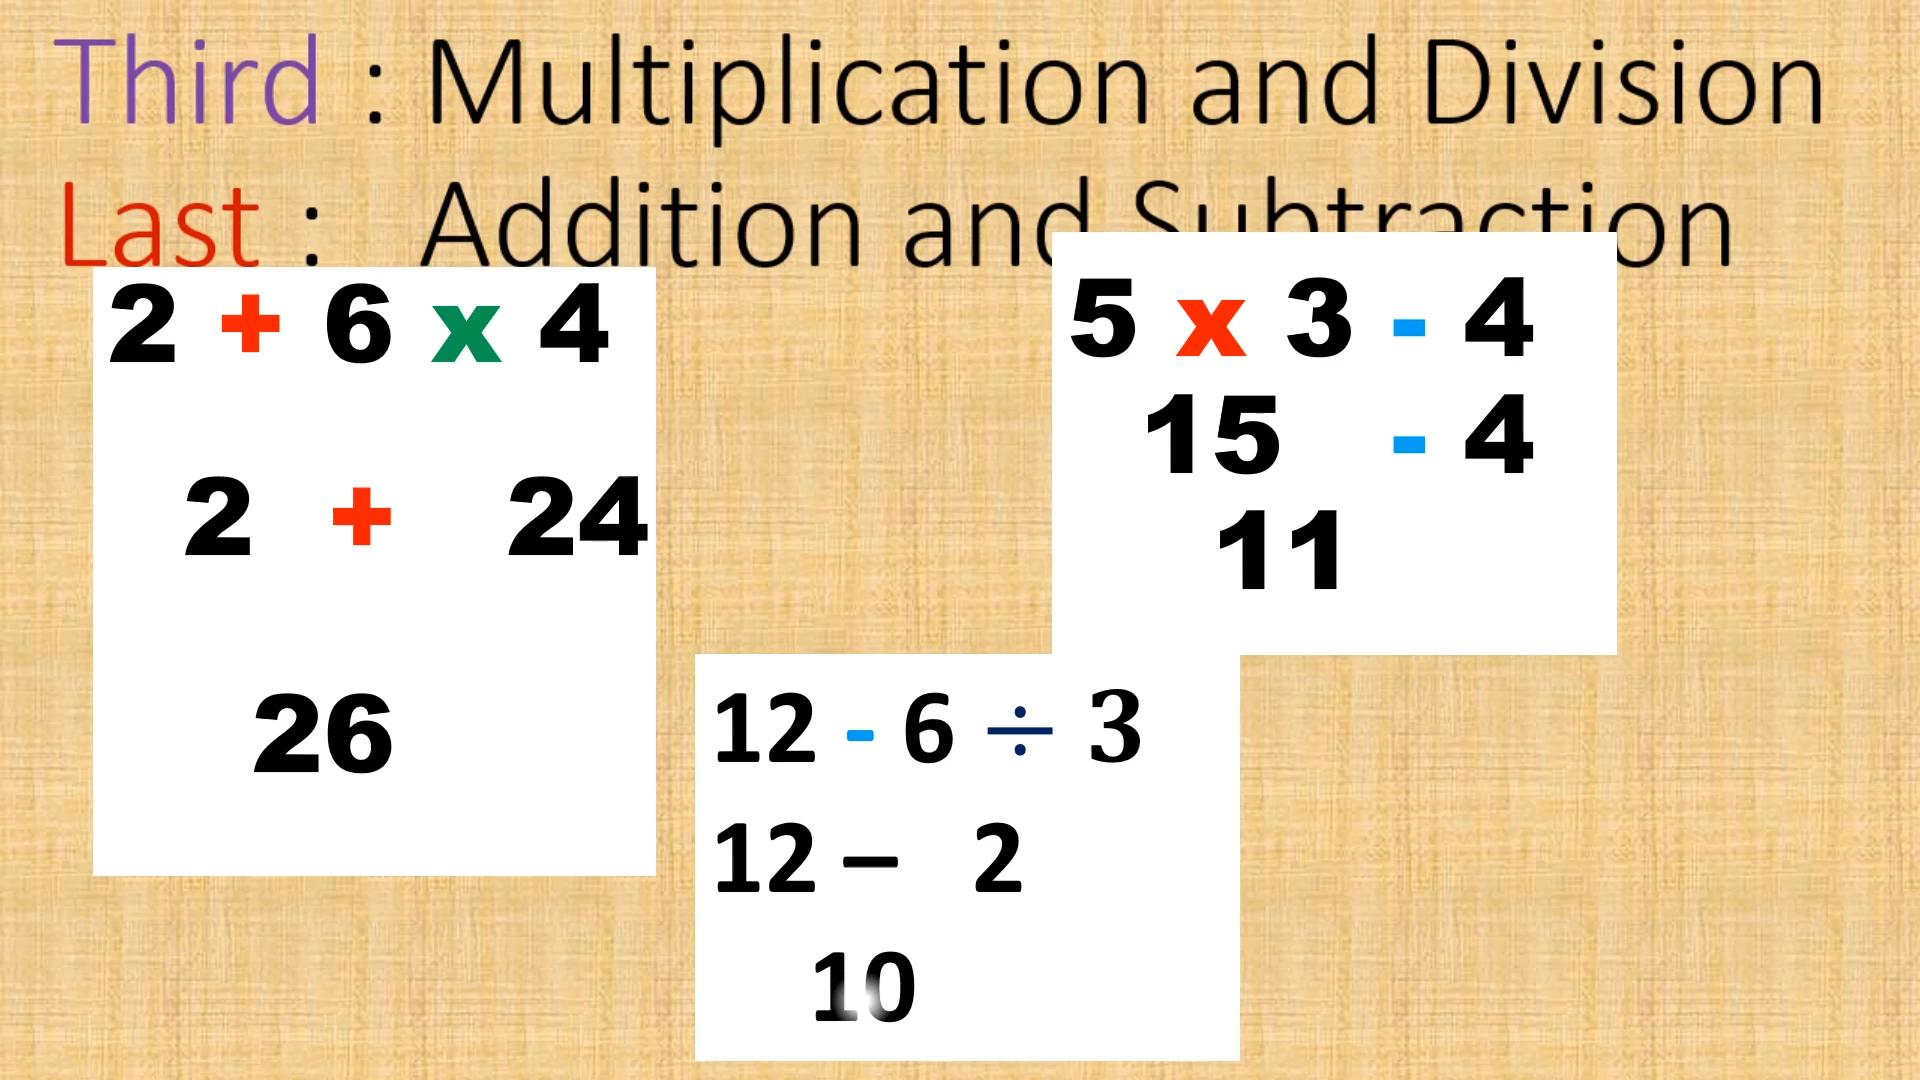 Third : Multiplication and Division
Last : Addition and Subtraction
2 + 6 x 4
2 + 24
26
5 x 3 - 4
15 - 4
11
12 - 6 ÷ 3
12 – 2
10